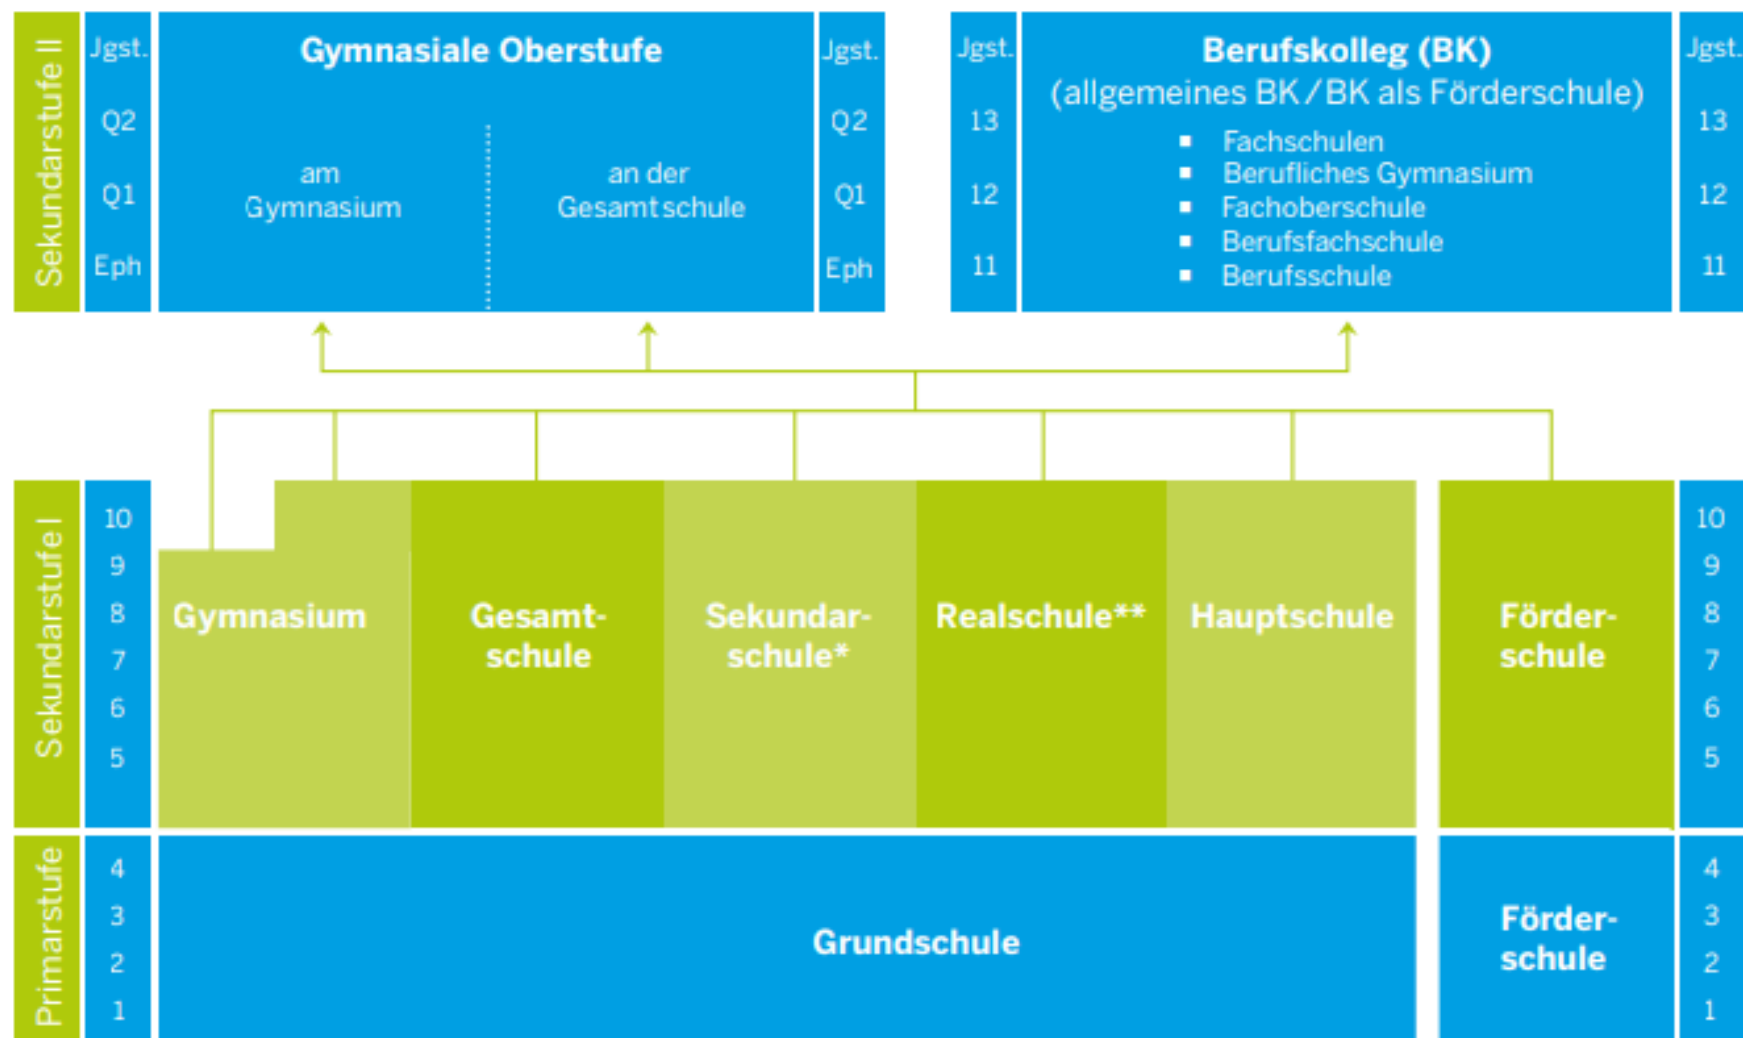 Sekundarstufe II
Jgst.
Q2
Q1
Eph
Gymnasiale Oberstufe
am
Gymnasium
an der
Gesamtschule
Jgst.
Q2
Q1
Eph
Jgst.
13
12
11
Berufskolleg (BK)
(allgemeines BK/BK als Förderschule)
▪ Fachschulen
▪ Berufliches Gymnasium
▪ Fachoberschule
▪ Berufsfachschule
▪ Berufsschule
Jgst.
13
12
11
Sekundarstufe I
10
9
8
7
6
5
Gymnasium
Gesamt-
schule
Sekundar-
schule*
Realschule**
Hauptschule
Förder-
schule
10
9
8
7
6
5
Primarstufe
4
3
2
1
Grundschule
Förder-
schule
4
3
2
1